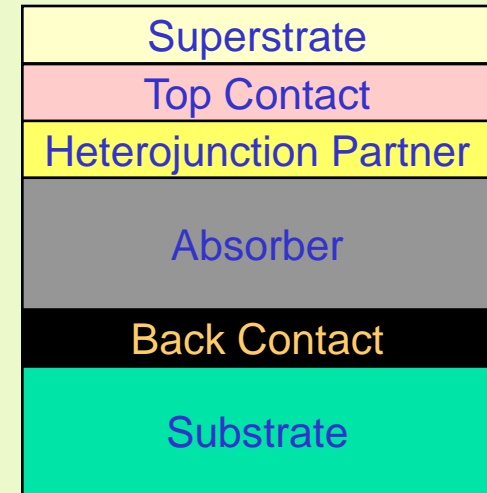 Superstrate
Top Contact
Heterojunction Partner
Absorber
Back Contact
Substrate